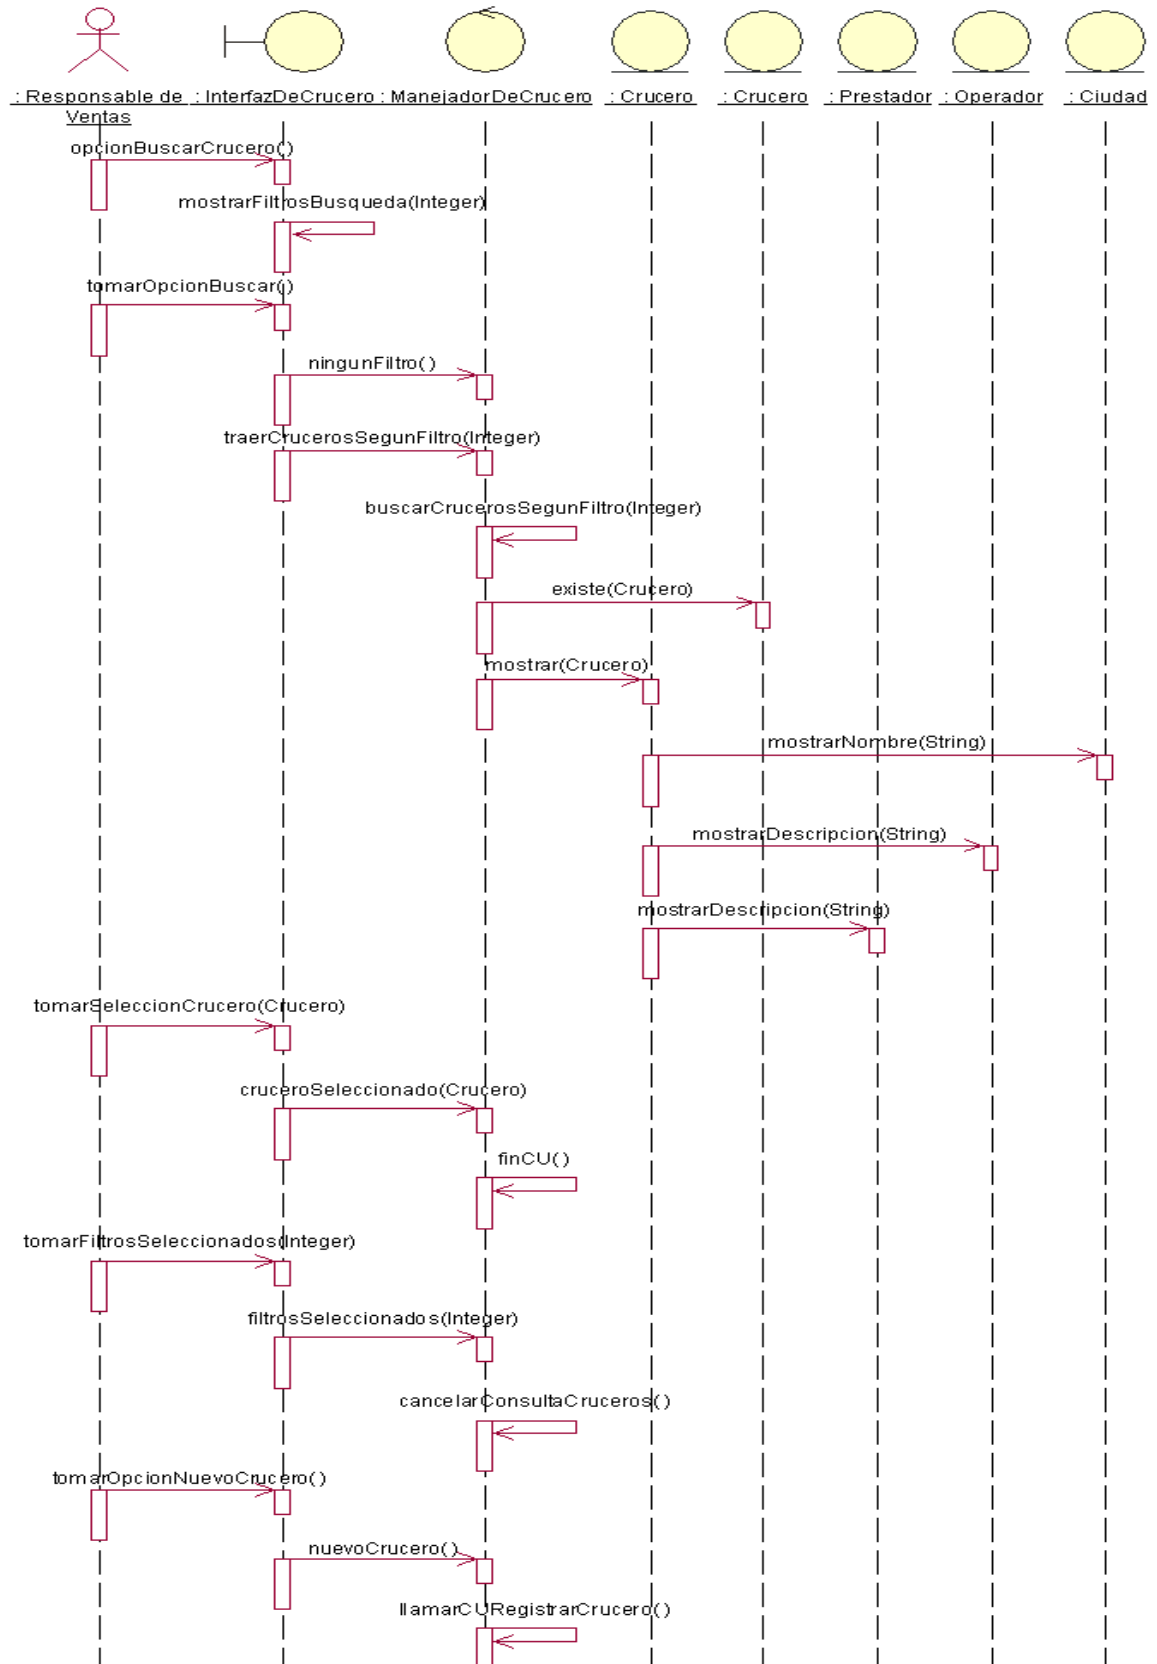 : Responsable de
Ventas
: InterfazDeCrucero
: ManejadorDeCrucero
: Crucero
: Crucero
: Prestador
: Operador
: Ciudad
opcionBuscarCrucero()
mostrarFiltrosBusqueda(Integer)
tomarOpcionBuscar()
ningunFiltro()
traerCrucerosSegunFiltro(Integer)
buscarCrucerosSegunFiltro(Integer)
existe(Crucero)
mostrar(Crucero)
mostrarNombre(String)
mostrarDescripcion(String)
mostrarDescripcion(String)
tomarSeleccionCrucero(Crucero)
cruceroSeleccionado(Crucero)
finCU()
tomarFiltrosSeleccionados(Integer)
filtrosSeleccionados(Integer)
cancelarConsultaCruceros()
tomarOpcionNuevoCrucero()
nuevoCrucero()
llamarCURegistrarCrucero()